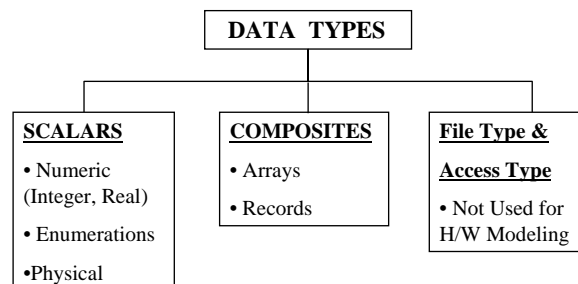 DATA TYPES
SCALARS
• Numeric
(Integer, Real)
• Enumerations
•Physical
COMPOSITES
• Arrays
• Records
File Type &
Access Type
• Not Used for
H/W Modeling